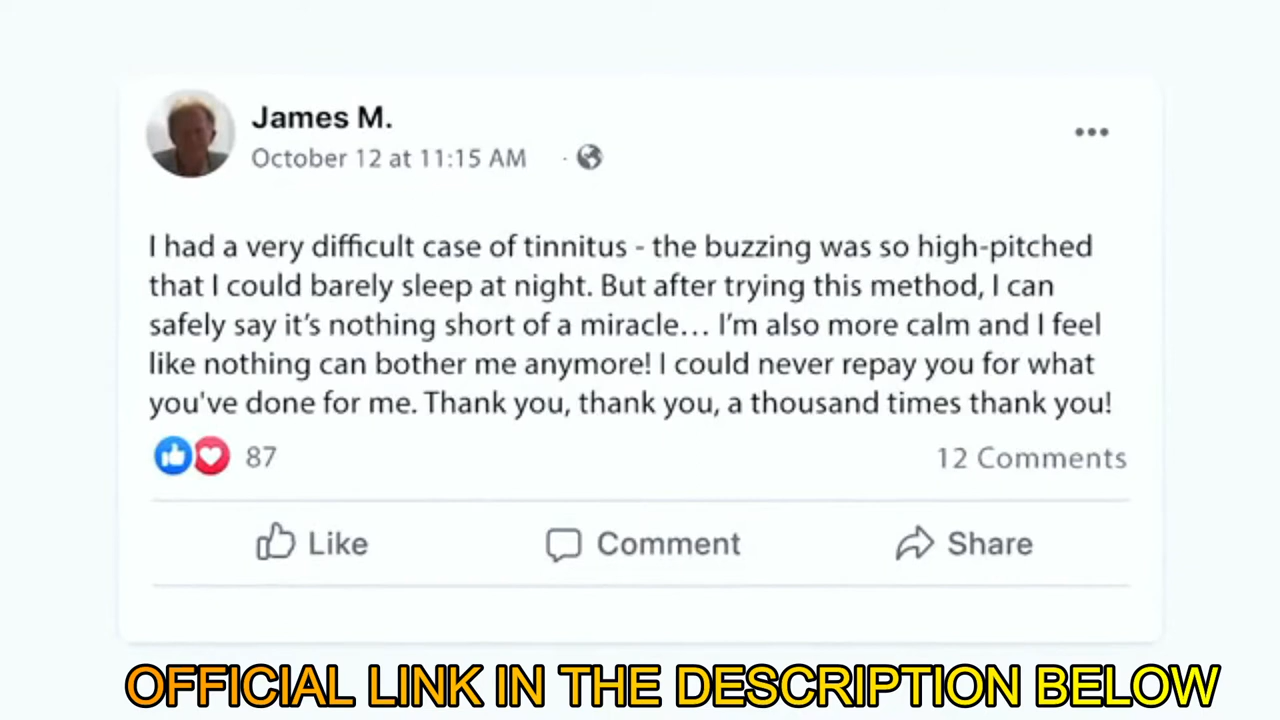 James M.
October 12 at 11:15 AM ·
I had a very difficult case of tinnitus - the buzzing was so high-pitched
that I could barely sleep at night. But after trying this method, I can
safely say it’s nothing short of a miracle… I’m also more calm and I feel
like nothing can bother me anymore! I could never repay you for what
you've done for me. Thank you, thank you, a thousand times thank you!
87 12 Comments
Like Comment Share
OFFICIAL LINK IN THE DESCRIPTION BELOW